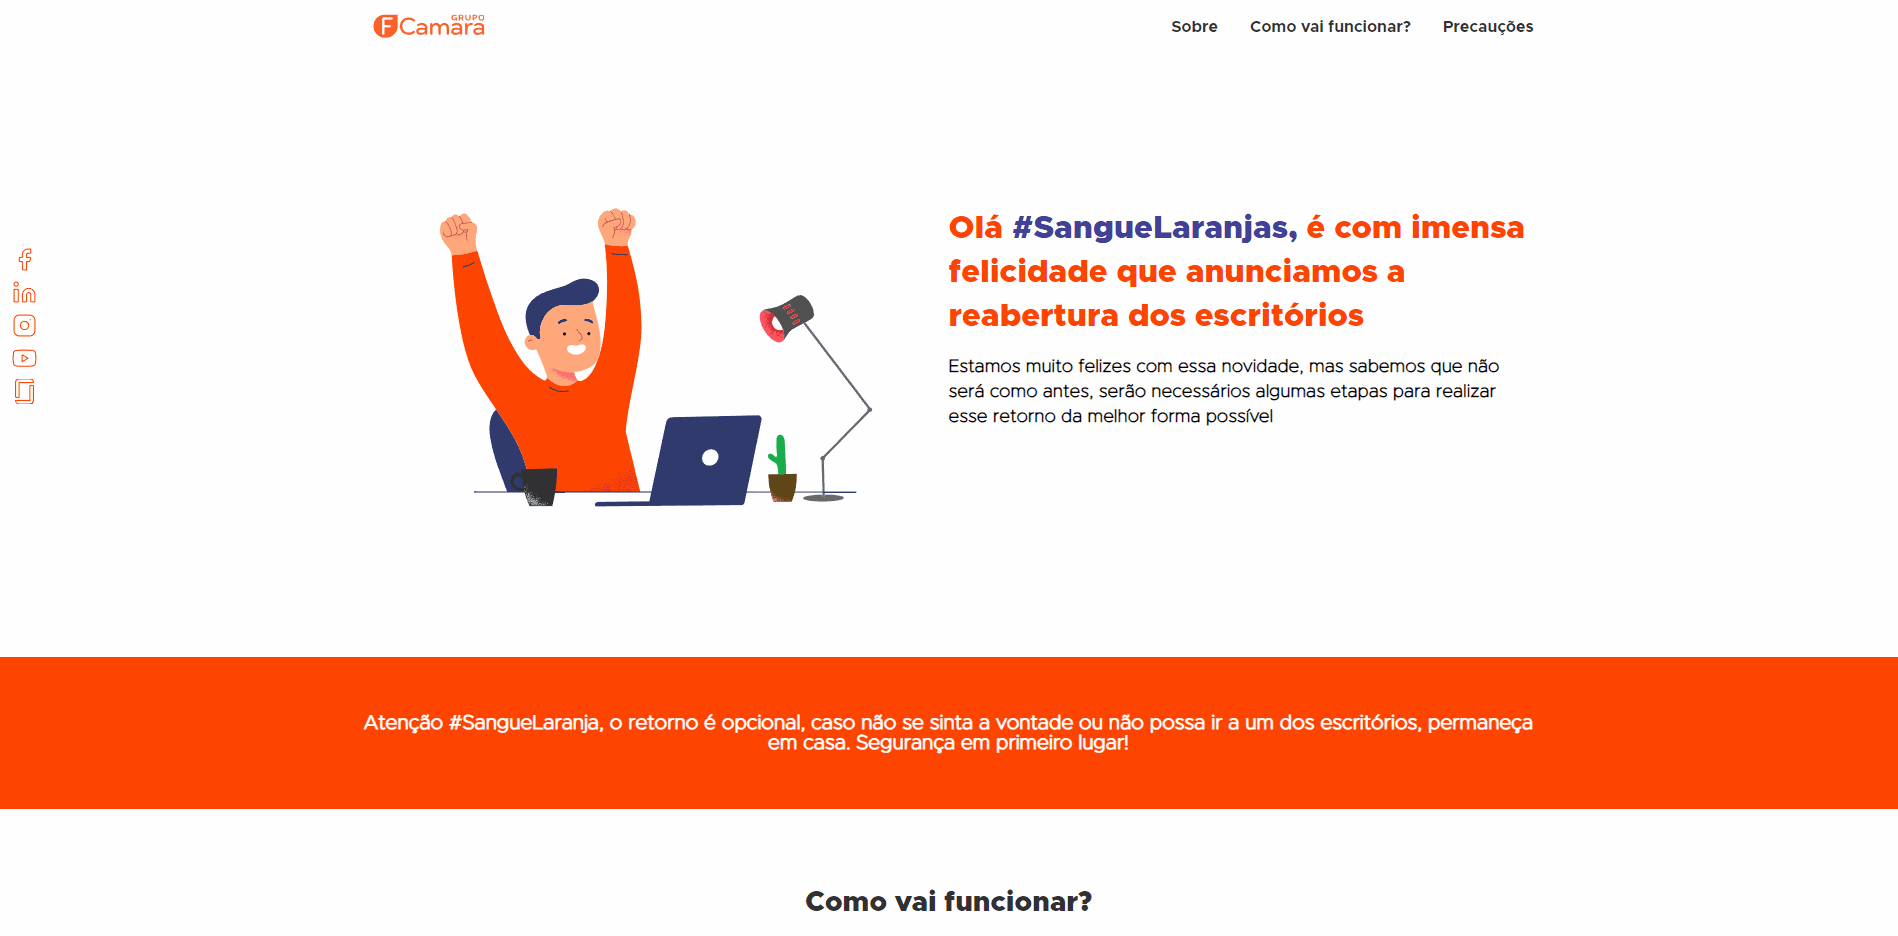 GRUPO
FCamara
Sobre Como vai funcionar? Precauções
Olá #SangueLaranjas, é com imensa
felicidade que anunciamos a
reabertura dos escritórios
Estamos muito felizes com essa novidade, mas sabemos que não
será como antes, serão necessários algumas etapas para realizar
esse retorno da melhor forma possível
Atenção #SangueLaranja, o retorno é opcional, caso não se sinta a vontade ou não possa ir a um dos escritórios, permaneça
em casa. Segurança em primeiro lugar!
Como vai funcionar?